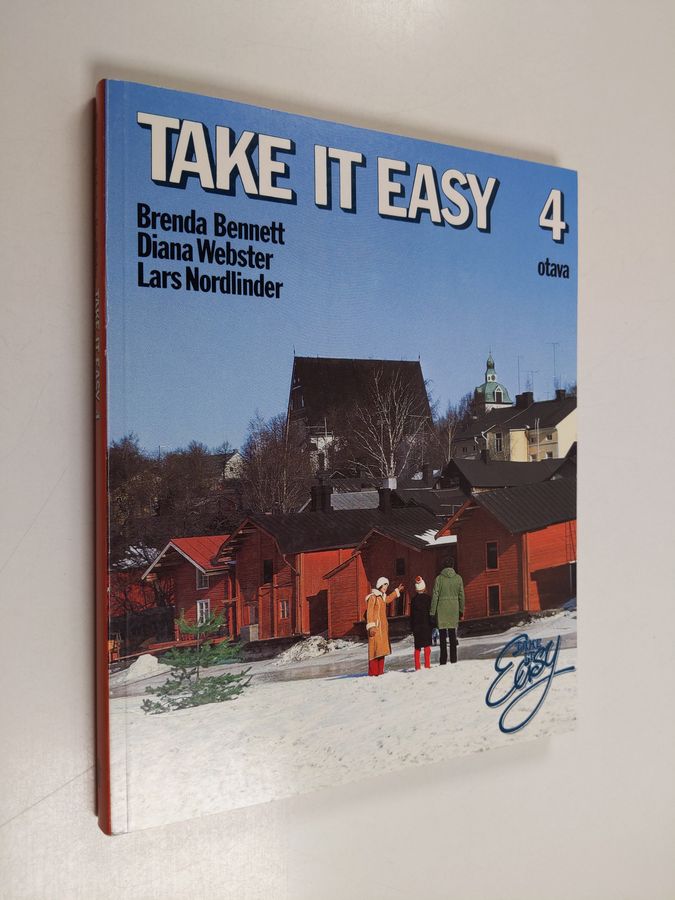 TAKE IT EASY 4
Brenda Bennett
Diana Webster
Lars Nordlinder
otava
TAKE IT EASY 4
TAKE
IT
Easy